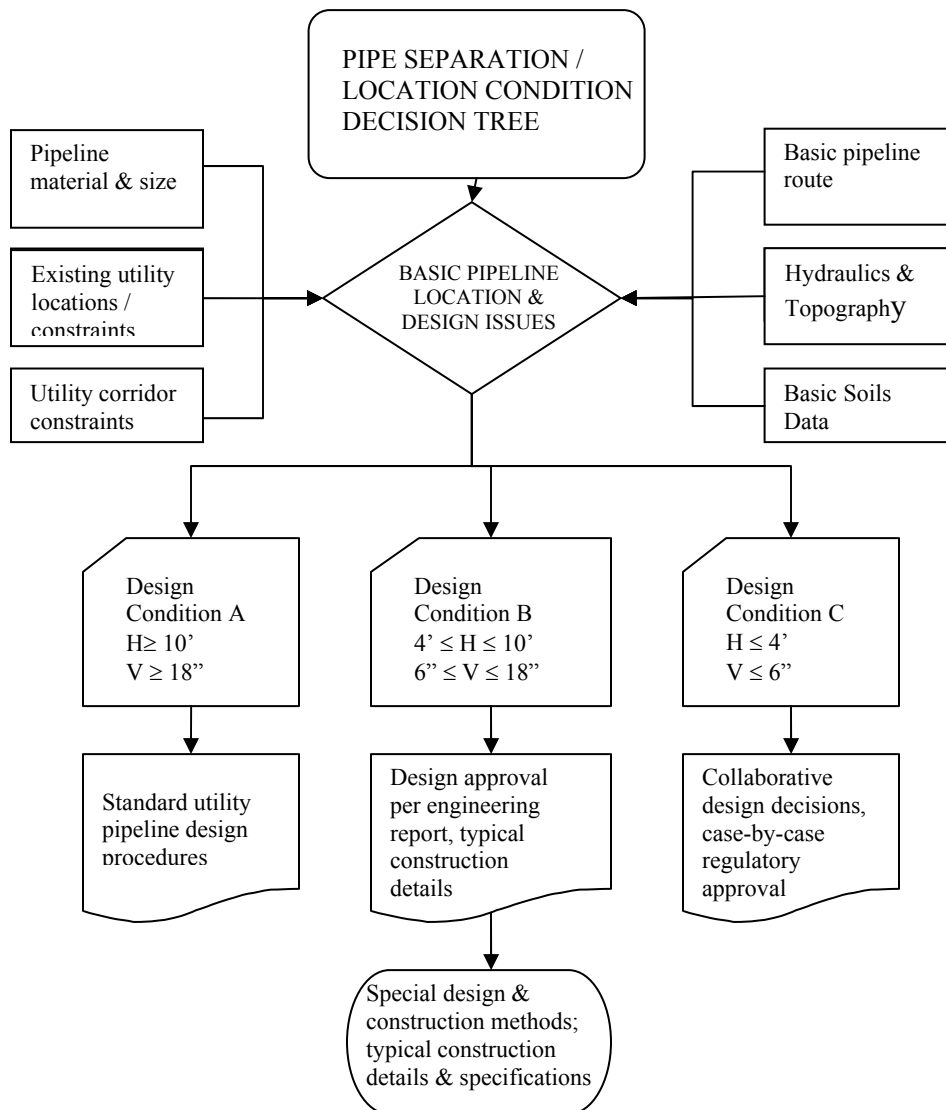 PIPE SEPARATION /
LOCATION CONDITION
DECISION TREE
Pipeline
material & size
Existing utility
locations /
constraints
Utility corridor
constraints
BASIC PIPELINE
LOCATION &
DESIGN ISSUES
Basic pipeline
route
Hydraulics &
Topography
Basic Soils
Data
Design
Condition A
H≥ 10’
V ≥ 18”
Design
Condition B
4’ ≤ H ≤ 10’
6” ≤ V ≤ 18”
Design
Condition C
H ≤ 4’
V ≤ 6”
Standard utility
pipeline design
procedures
Design approval
per engineering
report, typical
construction
details
Collaborative
design decisions,
case-by-case
regulatory
approval
Special design &
construction methods;
typical construction
details & specifications